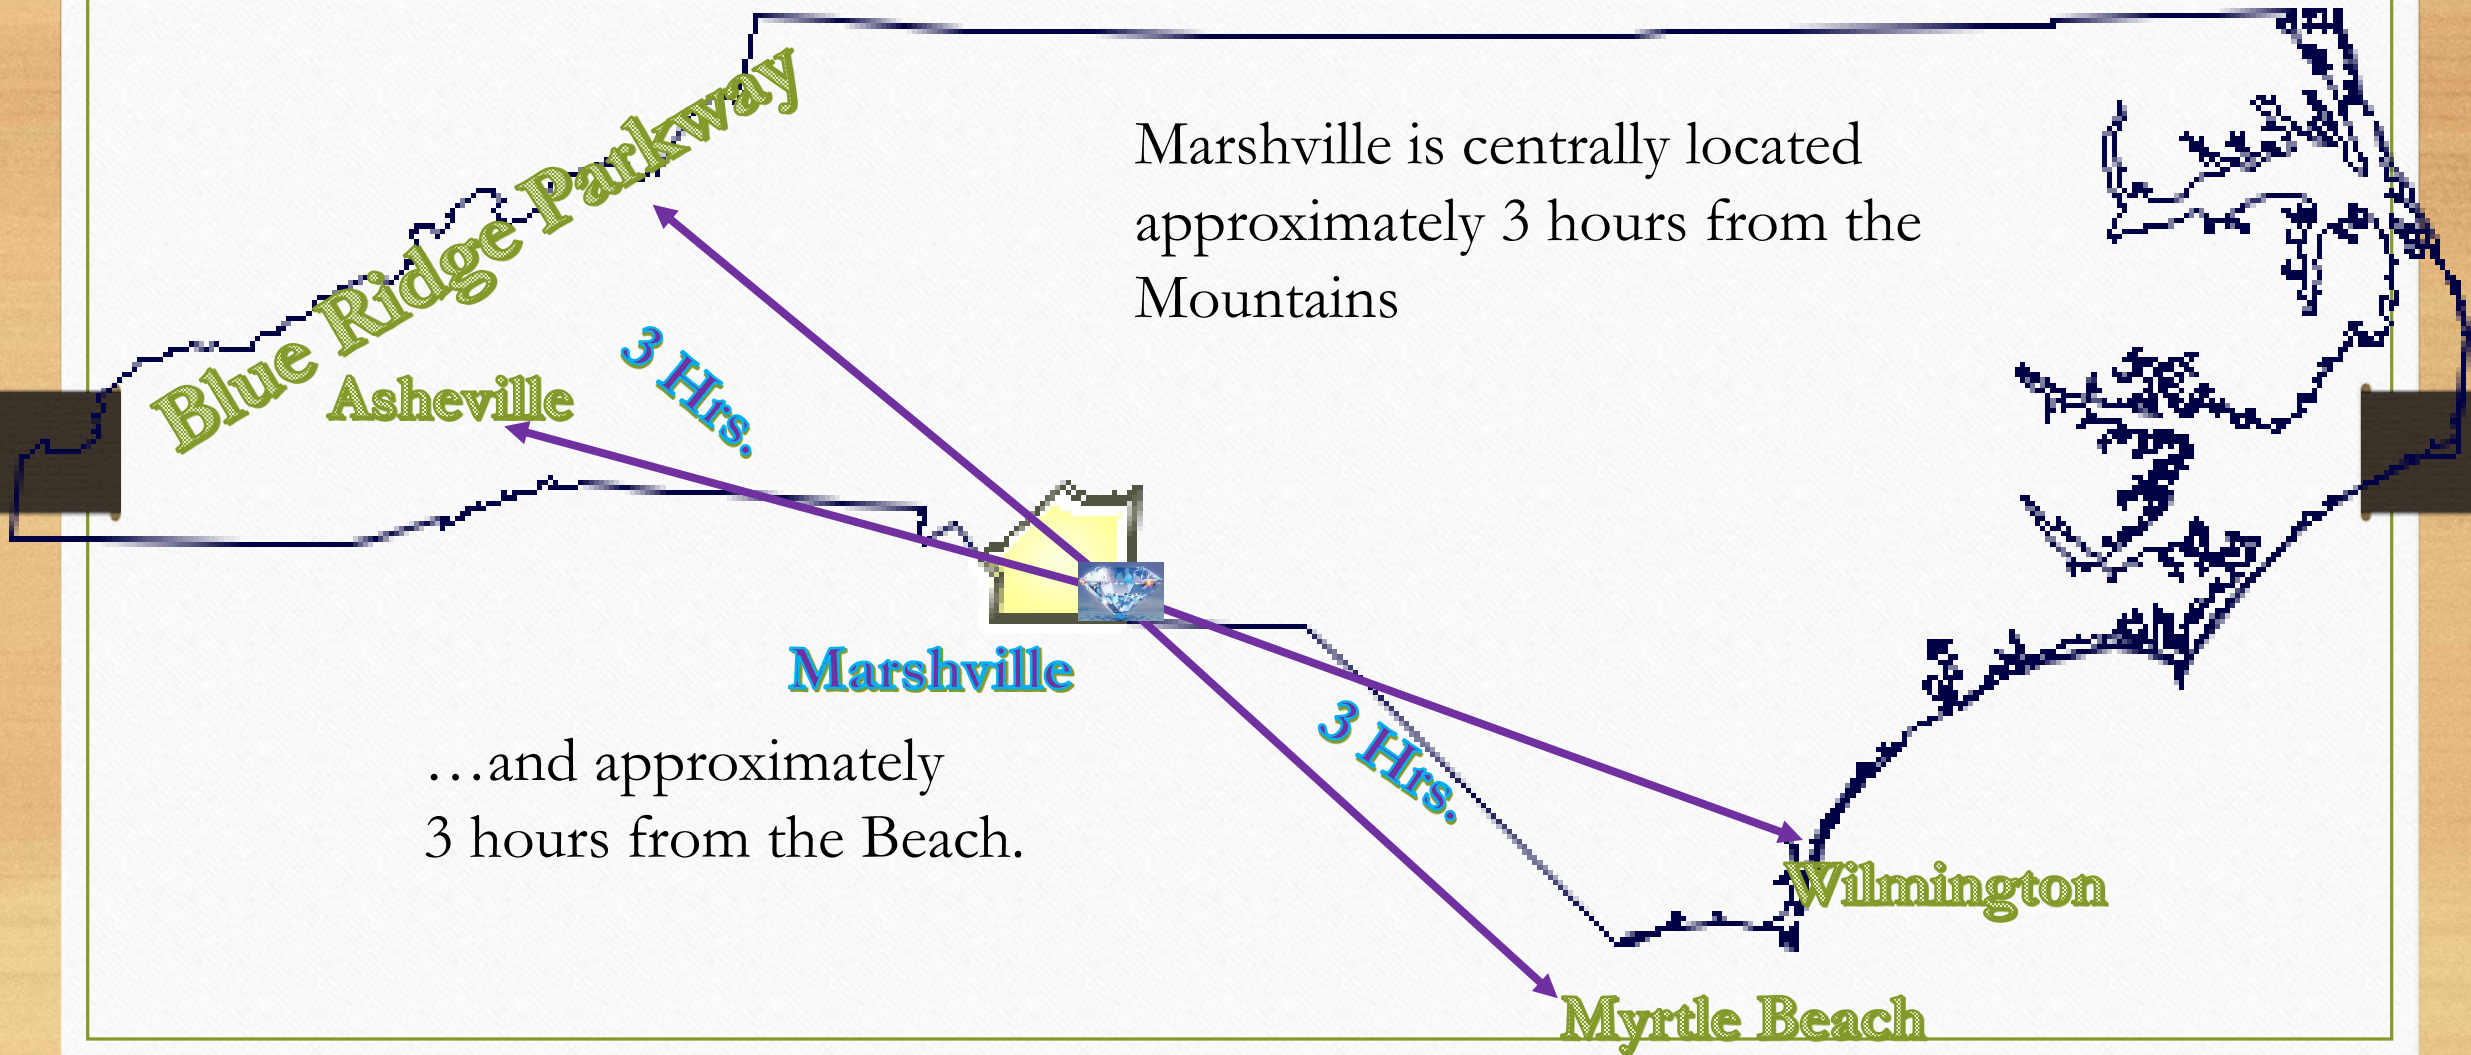 Blue Ridge Parkway
Marshville is centrally located
approximately 3 hours from the
Mountains
3 Hrs.
Asheville
Marshville
3 Hrs.
…and approximately
3 hours from the Beach.
Wilmington
Myrtle Beach